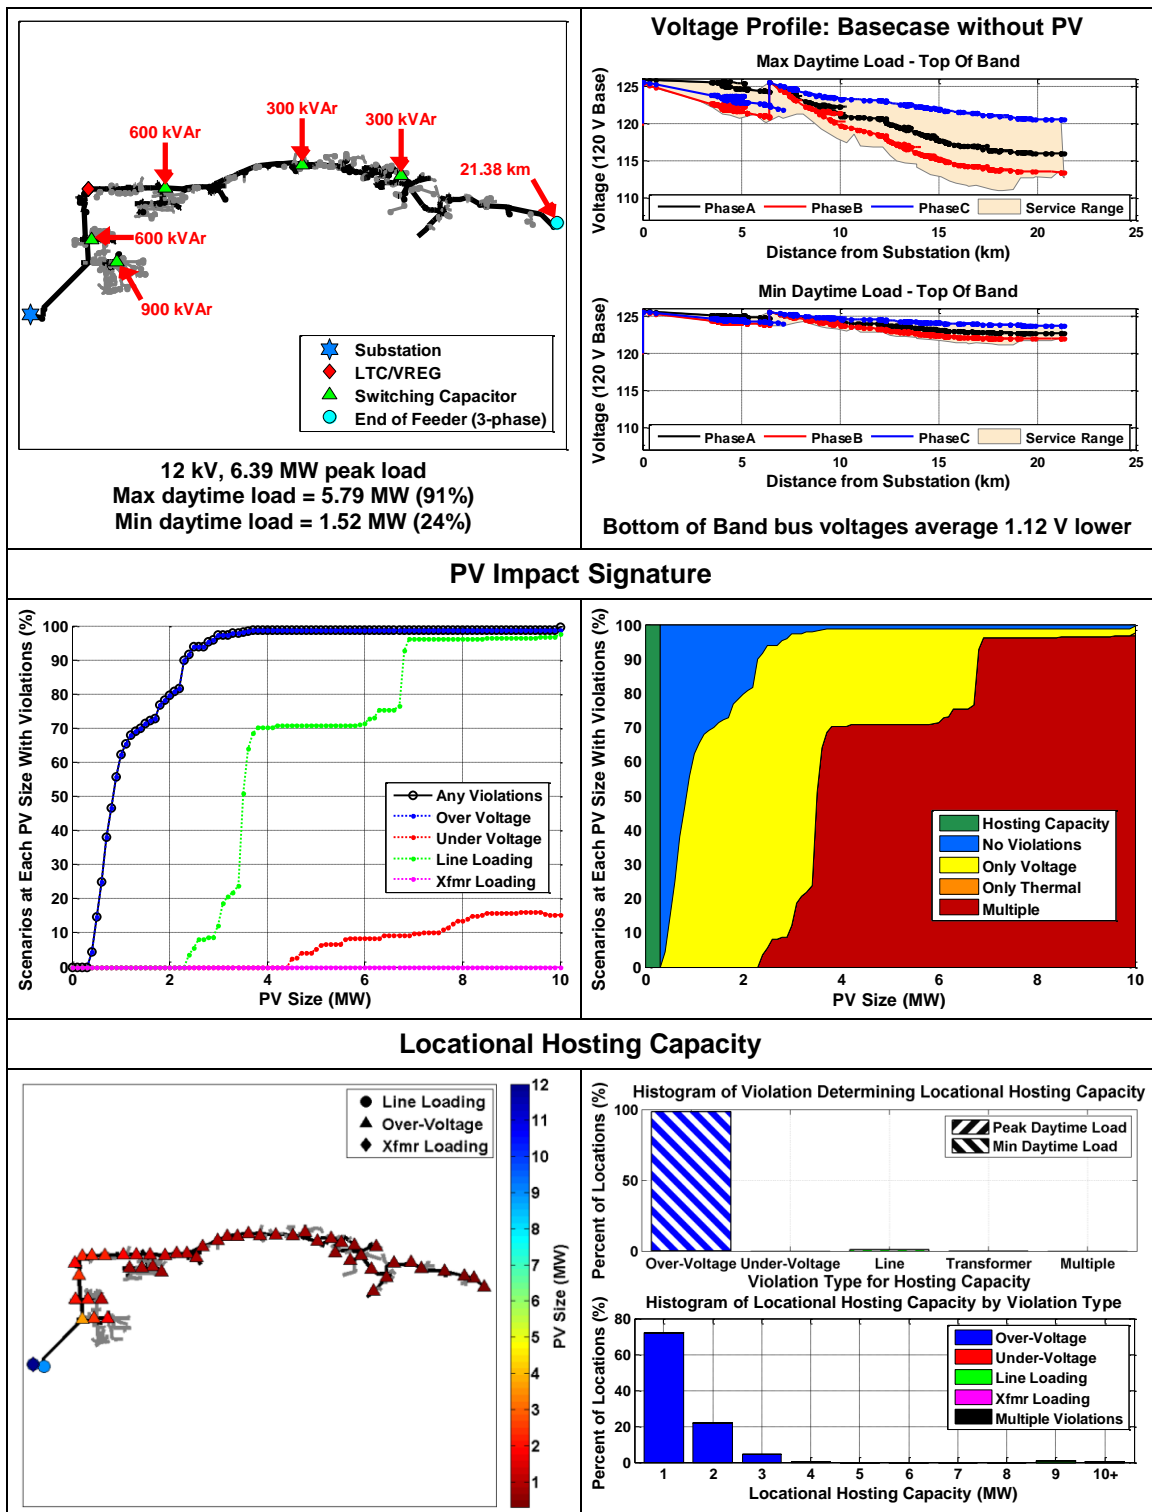 600 kVAr
300 kVAr
300 kVAr
21.38 km
600 kVAr
900 kVAr
Substation
LTC/VREG
Switching Capacitor
End of Feeder (3-phase)
12 kV, 6.39 MW peak load
Max daytime load = 5.79 MW (91%)
Min daytime load = 1.52 MW (24%)
Voltage Profile: Basecase without PV
Max Daytime Load - Top Of Band
Voltage (120 V Base)
125
120
115
110
PhaseA PhaseB PhaseC Service Range
0 5 10 15 20 25
Distance from Substation (km)
Min Daytime Load - Top Of Band
Voltage (120 V Base)
125
120
115
110
PhaseA PhaseB PhaseC Service Range
0 5 10 15 20 25
Distance from Substation (km)
Bottom of Band bus voltages average 1.12 V lower
PV Impact Signature
Scenarios at Each PV Size With Violations (%)
100
90
80
70
60
50
40
30
20
10
0
Any Violations
Over Voltage
Under Voltage
Line Loading
Xfmr Loading
0 2 4 6 8 10
PV Size (MW)
Scenarios at Each PV Size With Violations (%)
100
90
80
70
60
50
40
30
20
10
0
Hosting Capacity
No Violations
Only Voltage
Only Thermal
Multiple
0 2 4 6 8 10
PV Size (MW)
Locational Hosting Capacity
Line Loading
Over-Voltage
Xfmr Loading
12
11
10
9
8
7
6
5
4
3
2
1
PV Size (MW)
Histogram of Violation Determining Locational Hosting Capacity
Percent of Locations (%)
100
50
0
Peak Daytime Load
Min Daytime Load
Over-Voltage Under-Voltage Line Transformer Multiple
Violation Type for Hosting Capacity
Histogram of Locational Hosting Capacity by Violation Type
Percent of Locations (%)
80
60
40
20
0
Over-Voltage
Under-Voltage
Line Loading
Xfmr Loading
Multiple Violations
1 2 3 4 5 6 7 8 9 10+
Locational Hosting Capacity (MW)